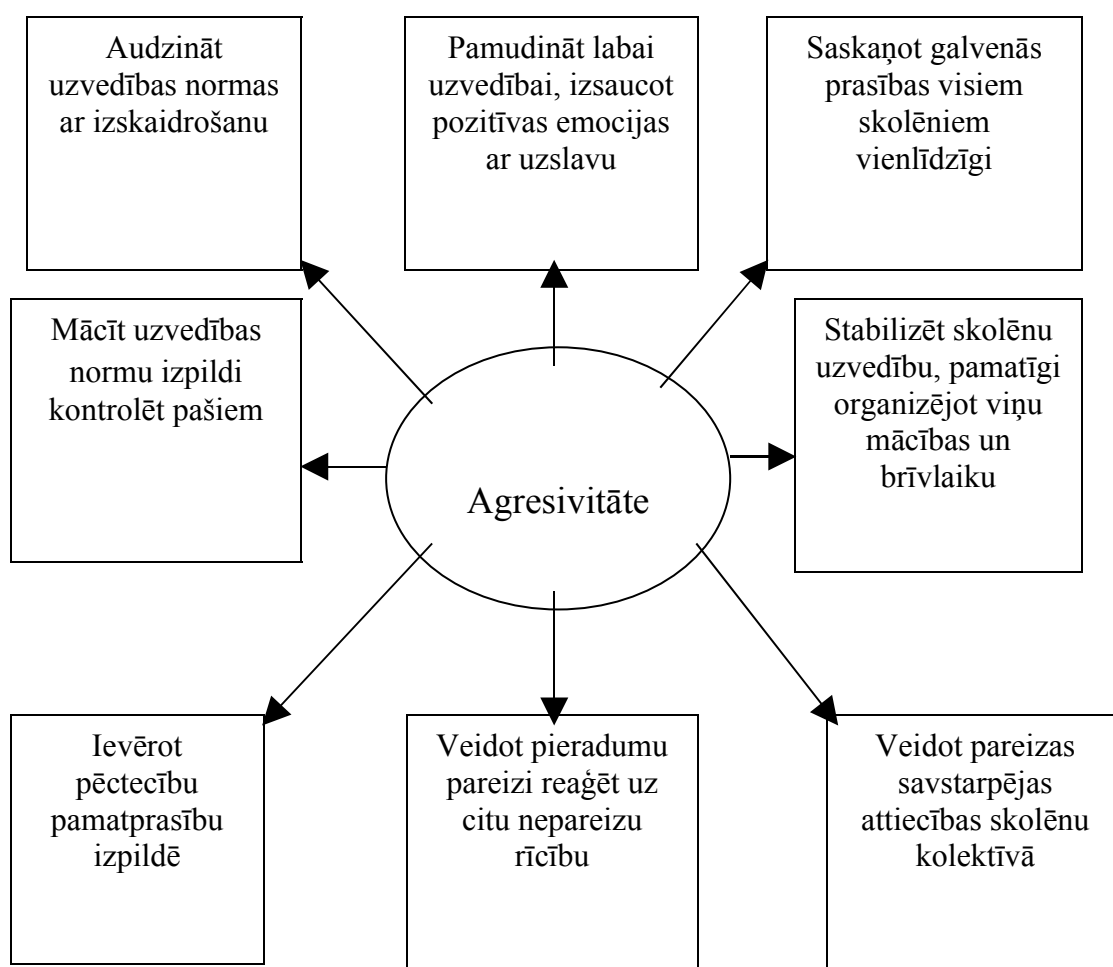 Audzināt
uzvedības normas
ar izskaidrošanu
Pamudināt labai
uzvedībai, izsaucot
pozitīvas emocijas
ar uzslavu
Saskaņot galvenās
prasības visiem
skolēniem
vienlīdzīgi
Mācīt uzvedības
normu izpildi
kontrolēt pašiem
Agresivitāte
Stabilizēt skolēnu
uzvedību, pamatīgi
organizējot viņu
mācības un
brīvlaiku
Ievērot
pēctecību
pamatprasību
izpildē
Veidot pieradumu
pareizi reaģēt uz
citu nepareizu
rīcību
Veidot pareizas
savstarpējas
attiecības skolēnu
kolektīvā